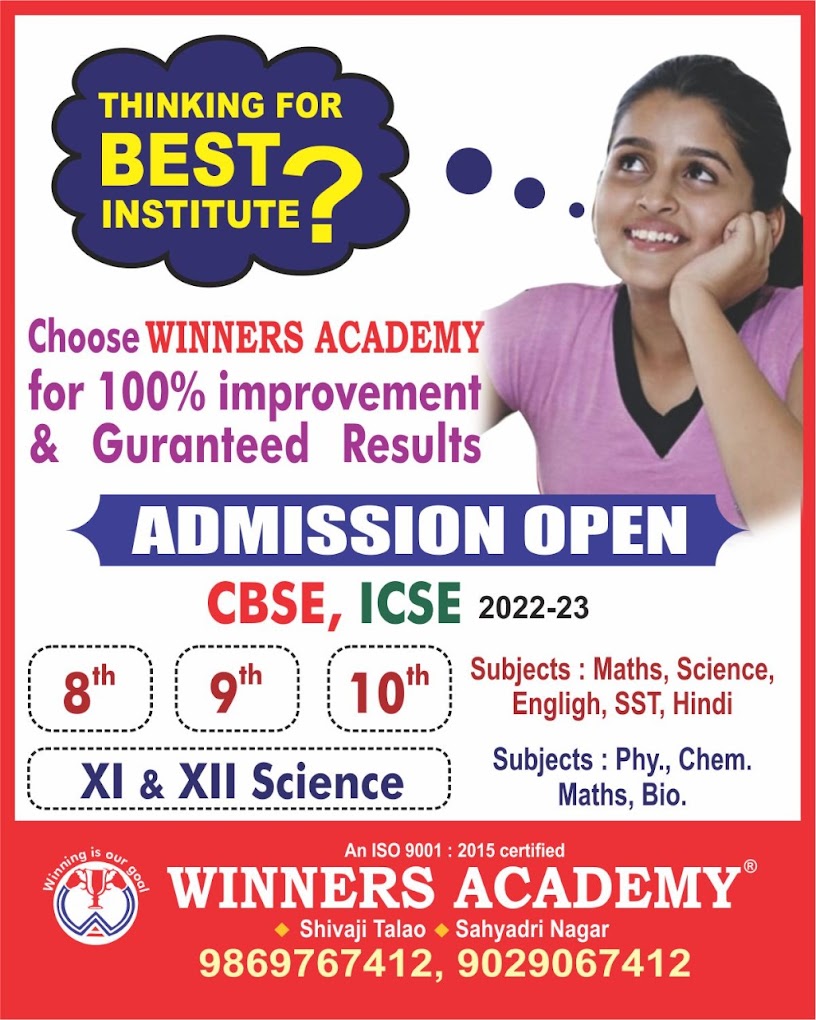 THINKING FOR
BEST
INSTITUTE ?
Choose WINNERS ACADEMY
for 100% improvement
& Guranteed Results
ADMISSION OPEN
CBSE, ICSE 2022-23
8th 9th 10th
Subjects : Maths, Science,
Engligh, SST, Hindi
XI & XII Science
Subjects : Phy., Chem.
Maths, Bio.
An ISO 9001 : 2015 certified
Winning is our goal
WINNERS ACADEMY®
Shivaji Talao Sahyadri Nagar
9869767412, 9029067412